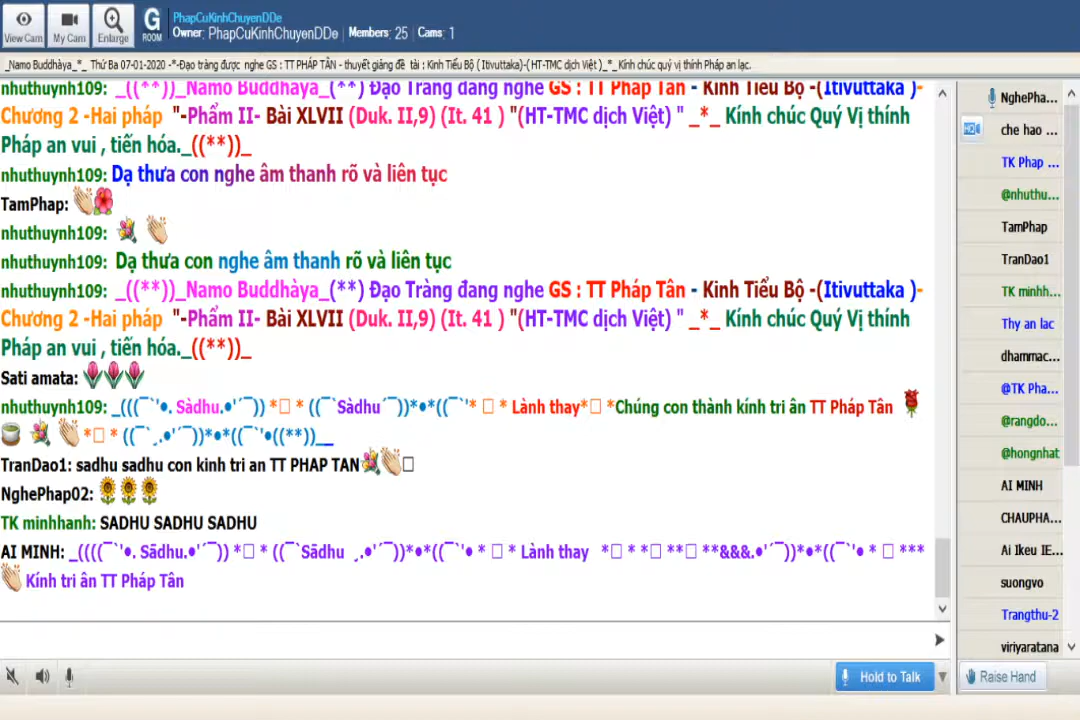 View Cam
My Cam
Enlarge
G
ROOM
PhapCuKinhChuyenDDe
Owner: PhapCuKinhChuyenDDe | Members: 25 | Cams: 1
_Namo Buddhàya_*_ Thứ Ba 07-01-2020 -*-Đạo tràng được nghe GS : TT PHÁP TÂN - thuyết giảng đề tài : Kinh Tiểu Bộ ( Itivuttaka)-( HT-TMC dịch Việt )_*_ Kính chúc quý vị thính Pháp an lạc.
nhuthuynh109: _((**))_Namo Buddhàya_(**) Đạo Tràng đang nghe GS : TT Pháp Tân - Kinh Tiểu Bộ -(Itivuttaka )-
Chương 2 -Hai pháp "-Phẩm II- Bài XLVII (Duk. II,9) (It. 41 ) "(HT-TMC dịch Việt) " _*_ Kính chúc Quý Vị thính
Pháp an vui , tiến hóa._((**))_
nhuthuynh109: Dạ thưa con nghe âm thanh rõ và liên tục
TamPhap:
nhuthuynh109:
nhuthuynh109: Dạ thưa con nghe âm thanh rõ và liên tục
nhuthuynh109: _((**))_Namo Buddhàya_(**) Đạo Tràng đang nghe GS : TT Pháp Tân - Kinh Tiểu Bộ -(Itivuttaka )-
Chương 2 -Hai pháp "-Phẩm II- Bài XLVII (Duk. II,9) (It. 41 ) "(HT-TMC dịch Việt) " _*_ Kính chúc Quý Vị thính
Pháp an vui , tiến hóa._((**))_
Sati amata:
nhuthuynh109: _(((¯`'•. Sàdhu.•'´¯)) *□ * ((¯`Sàdhu´¯))*•*((¯`'* □ * Lành thay*□ *Chúng con thành kính tri ân TT Pháp Tân
*□ * ((¯`¸.•'´¯))*•*((¯`'•((**))__
TranDao1: sadhu sadhu con kinh tri an TT PHAP TAN □
NghePhap02:
TK minhhanh: SADHU SADHU SADHU
AI MINH: _((((¯`'•. Sādhu.•'´¯)) *□ * ((¯`Sādhu ¸.•'´¯))*•*((¯`'• * □ * Lành thay *□ * *□ **□ **&&&.•'´¯))*•*((¯`'• * □ ***
Kính tri ân TT Pháp Tân
Hold to Talk
NghePha...
HD
che hao ...
TK Phap ...
@nhuthu...
TamPhap
TranDao1
TK minhh...
Thy an lac
dhammac...
@TK Pha...
@rangdo...
@hongnhat
AI MINH
CHAUPHA...
Ai Ikeu IE...
suongvo
Trangthu-2
viriyaratana
Raise Hand